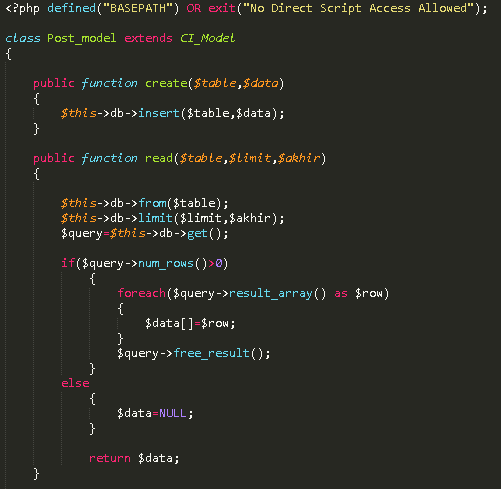 <?php defined("BASEPATH") OR exit("No Direct Script Access Allowed");
class Post_model extends CI_Model
{
public function create($table,$data)
{
$this->db->insert($table,$data);
}
public function read($table,$limit,$akhir)
{
$this->db->from($table);
$this->db->limit($limit,$akhir);
$query=$this->db->get();
if($query->num_rows()>0)
{
foreach($query->result_array() as $row)
{
$data[]=$row;
}
$query->free_result();
}
else
{
$data=NULL;
}
return $data;
}